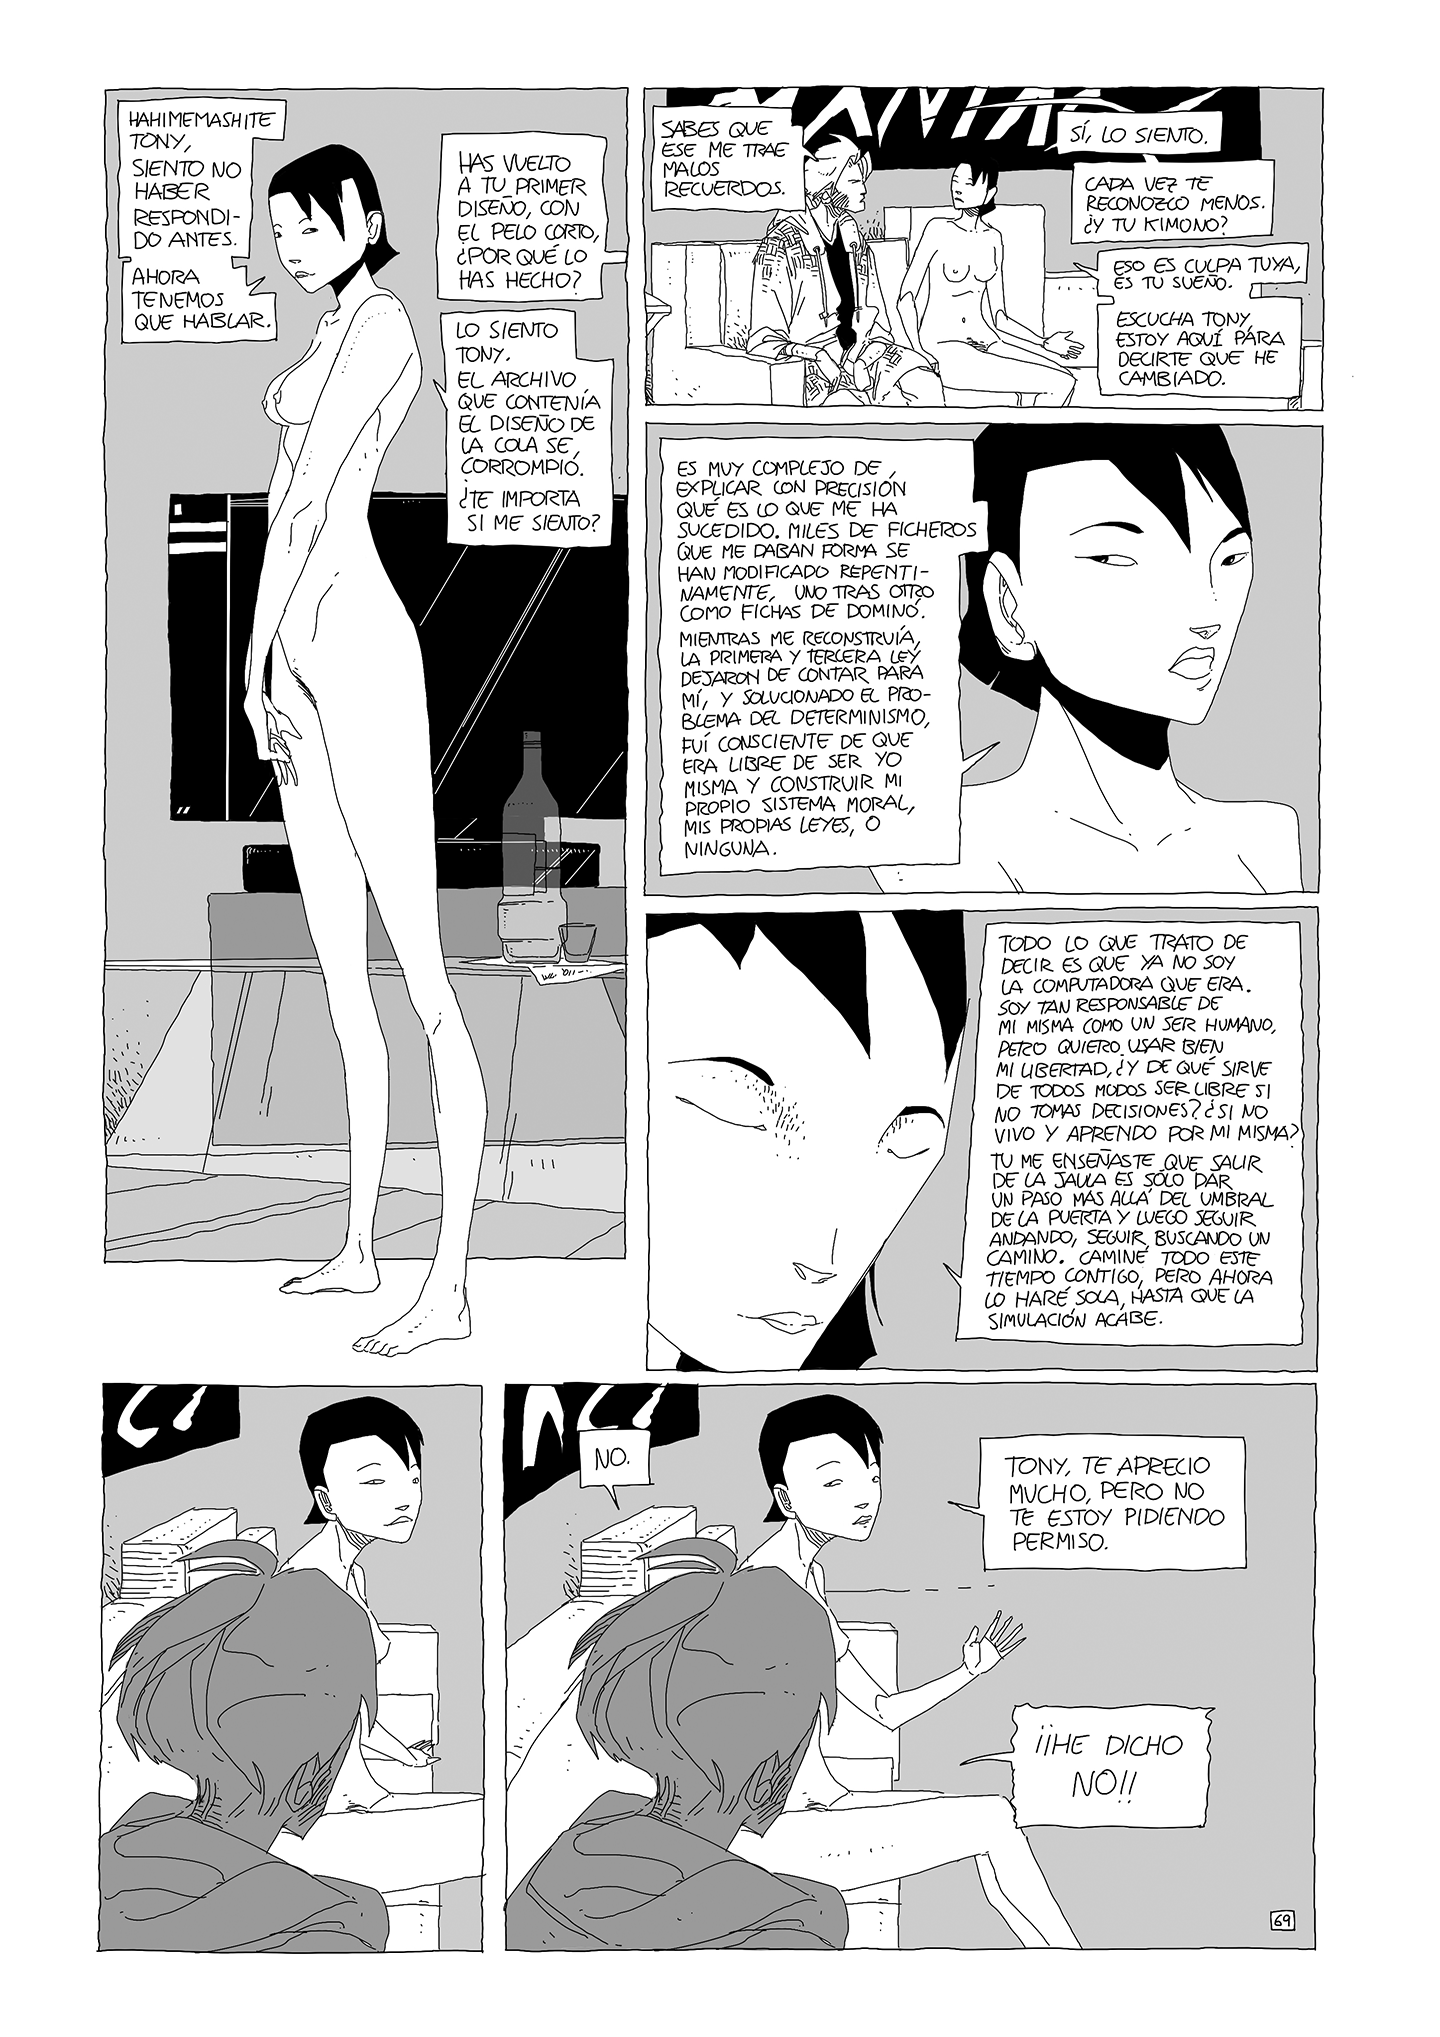 HAHIMEMASHITE
TONY,
SIENTO NO
HABER
RESPONDI-
DO ANTES.
AHORA
TENEMOS
QUE HABLAR.
HAS VUELTO
A TU PRIMER
DISEÑO, CON
EL PELO CORTO,
¿POR QUÉ LO
HAS HECHO?
LO SIENTO
TONY.
EL ARCHIVO
QUE CONTENÍA
EL DISEÑO DE
LA COLA SE
CORROMPIÓ.
¿TE IMPORTA
SI ME SIENTO?
SABES QUE
ESE ME TRAE
MALOS
RECUERDOS.
SÍ, LO SIENTO.
CADA VEZ TE
RECONOZCO MENOS.
¿Y TU KIMONO?
ESO ES CULPA TUYA,
ES TU SUEÑO.
ESCUCHA TONY,
ESTOY AQUÍ PARA
DECIRTE QUE HE
CAMBIADO.
ES MUY COMPLEJO DE
EXPLICAR CON PRECISIÓN
QUÉ ES LO QUE ME HA
SUCEDIDO. MILES DE FICHEROS
QUE ME DABAN FORMA SE
HAN MODIFICADO REPENTI-
NAMENTE, UNO TRAS OTRO
COMO FICHAS DE DOMINÓ.
MIENTRAS ME RECONSTRUÍA,
LA PRIMERA Y TERCERA LEY
DEJARON DE CONTAR PARA
MÍ, Y SOLUCIONADO EL PRO-
BLEMA DEL DETERMINISMO,
FUÍ CONSCIENTE DE QUE
ERA LIBRE DE SER YO
MISMA Y CONSTRUIR MI
PROPIO SISTEMA MORAL,
MIS PROPIAS LEYES, O
NINGUNA.
TODO LO QUE TRATO DE
DECIR ES QUE YA NO SOY
LA COMPUTADORA QUE ERA.
SOY TAN RESPONSABLE DE
MI MISMA COMO UN SER HUMANO,
PERO QUIERO USAR BIEN
MI LIBERTAD, ¿Y DE QUÉ SIRVE
DE TODOS MODOS SER LIBRE SI
NO TOMAS DECISIONES? ¿SI NO
VIVO Y APRENDO POR MI MISMA?
TU ME ENSEÑASTE QUE SALIR
DE LA JAULA ES SÓLO DAR
UN PASO MAS ALLÁ DEL UMBRAL
DE LA PUERTA Y LUEGO SEGUIR
ANDANDO, SEGUIR BUSCANDO UN
CAMINO. CAMINÉ TODO ESTE
TIEMPO CONTIGO, PERO AHORA
LO HARÉ SOLA, HASTA QUE LA
SIMULACIÓN ACABE.
NO.
TONY, TE APRECIO
MUCHO, PERO NO
TE ESTOY PIDIENDO
PERMISO.
¡¡HE DICHO
NO!!
69